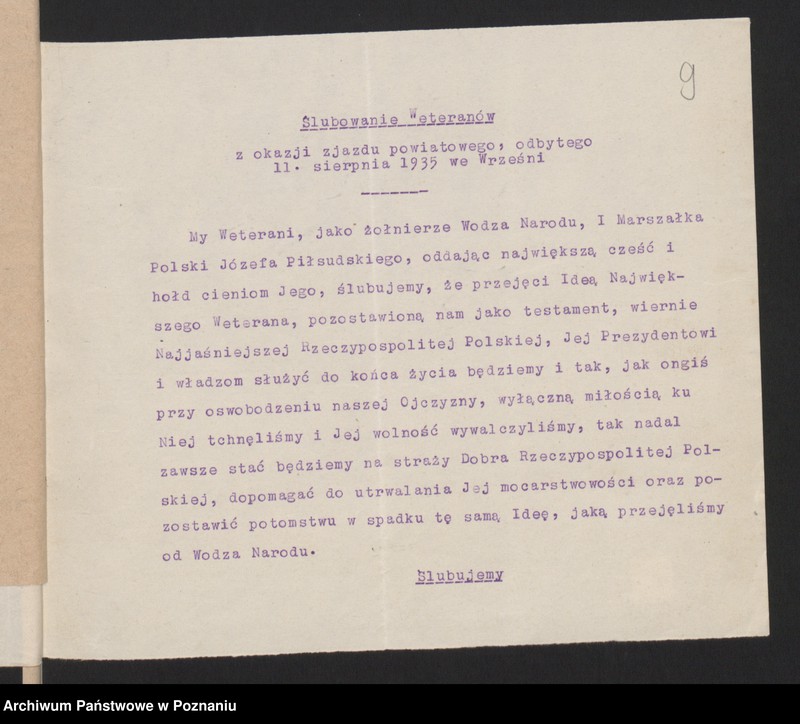 9
Ślubowanie Weteranów
z okazji zjazdu powiatowego, odbytego
11. sierpnia 1935 we Wrześni
My Weterani, jako żołnierze Wodza Narodu, I Marszałka
Polski Józefa Piłsudskiego, oddając największą cześć i
hołd cieniom Jego, ślubujemy, że przejęci Ideą Najwięk-
szego Weterana, pozostawioną nam jako testament, wiernie
Najjaśniejszej Rzeczypospolitej Polskiej, Jej Prezydentowi
i władzom służyć do końca życia będziemy i tak, jak ongiś
przy oswobodzeniu naszej Ojczyzny, wyłączną miłością ku
Niej tchnęliśmy i Jej wolność wywalczyliśmy, tak nadal
zawsze stać będziemy na straży Dobra Rzeczypospolitej Pol-
skiej, dopomagać do utrwalania Jej mocarstwowości oraz po-
zostawić potomstwu w spadku tę samą Ideę, jaką przejęliśmy
od Wodza Narodu.
Ślubujemy
Archiwum Państwowe w Poznaniu